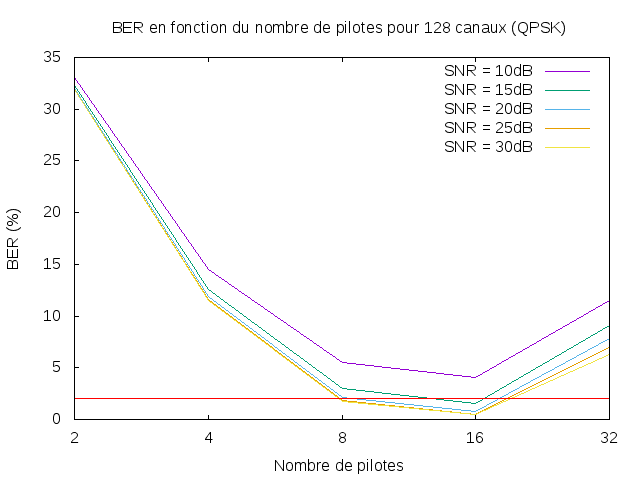 BER en fonction du nombre de pilotes pour 128 canaux (QPSK)
SNR = 10dB
SNR = 15dB
SNR = 20dB
SNR = 25dB
SNR = 30dB
35
30
25
20
15
10
5
0
BER (%)
2 4 8 16 32
Nombre de pilotes